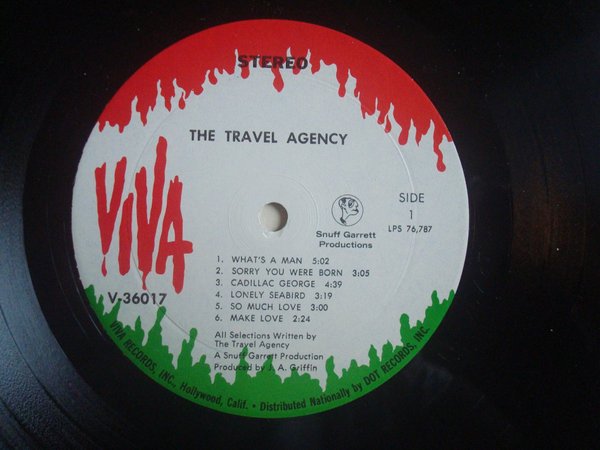 STEREO
THE TRAVEL AGENCY
VIVA
V-36017
Snuff Garrett
Productions
SIDE
1
LPS 76,787
1. WHAT'S A MAN 5:02
2. SORRY YOU WERE BORN 3:05
3. CADILLAC GEORGE 4:39
4. LONELY SEABIRD 3:19
5. SO MUCH LOVE 3:00
6. MAKE LOVE 2:24
All Selections Written by
The Travel Agency
A Snuff Garrett Production
Produced by J. A. Griffin
VIVA RECORDS, INC., Hollywood, Calif. • Distributed Nationally by DOT RECORDS, INC.